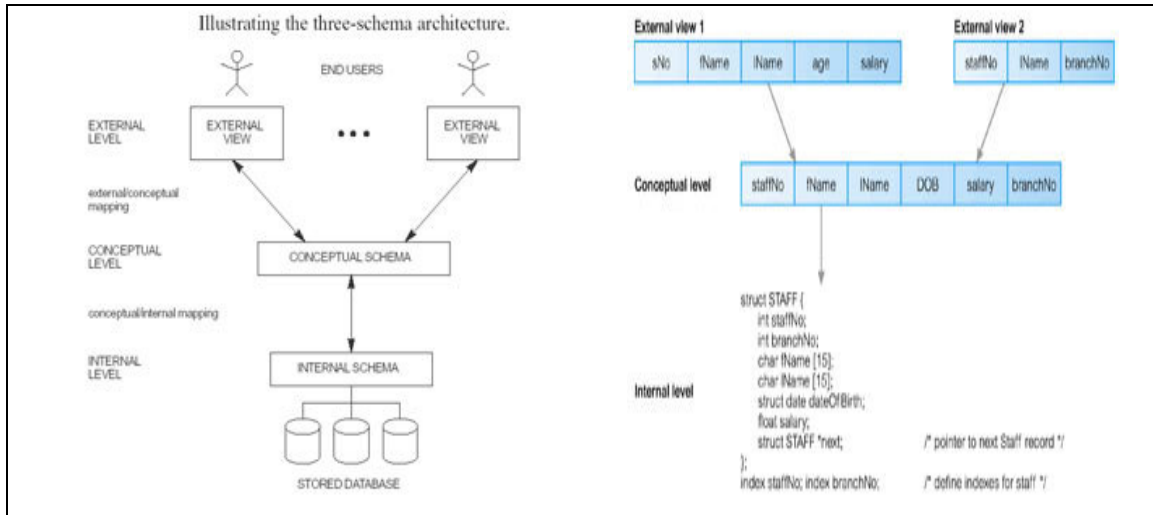 Illustrating the three-schema architecture.
END USERS
EXTERNAL LEVEL
EXTERNAL VIEW
EXTERNAL VIEW
external/conceptual mapping
CONCEPTUAL LEVEL
CONCEPTUAL SCHEMA
conceptual/internal mapping
INTERNAL LEVEL
INTERNAL SCHEMA
STORED DATABASE
External view 1
sNo fName lName age salary
External view 2
staffNo lName branchNo
Conceptual level
staffNo fName lName DOB salary branchNo
Internal level
struct STAFF {
int staffNo;
int branchNo;
char fName [15];
char lName [15];
struct date dateOfBirth;
float salary;
struct STAFF *next; /* pointer to next Staff record */
};
index staffNo; index branchNo; /* define indexes for staff */